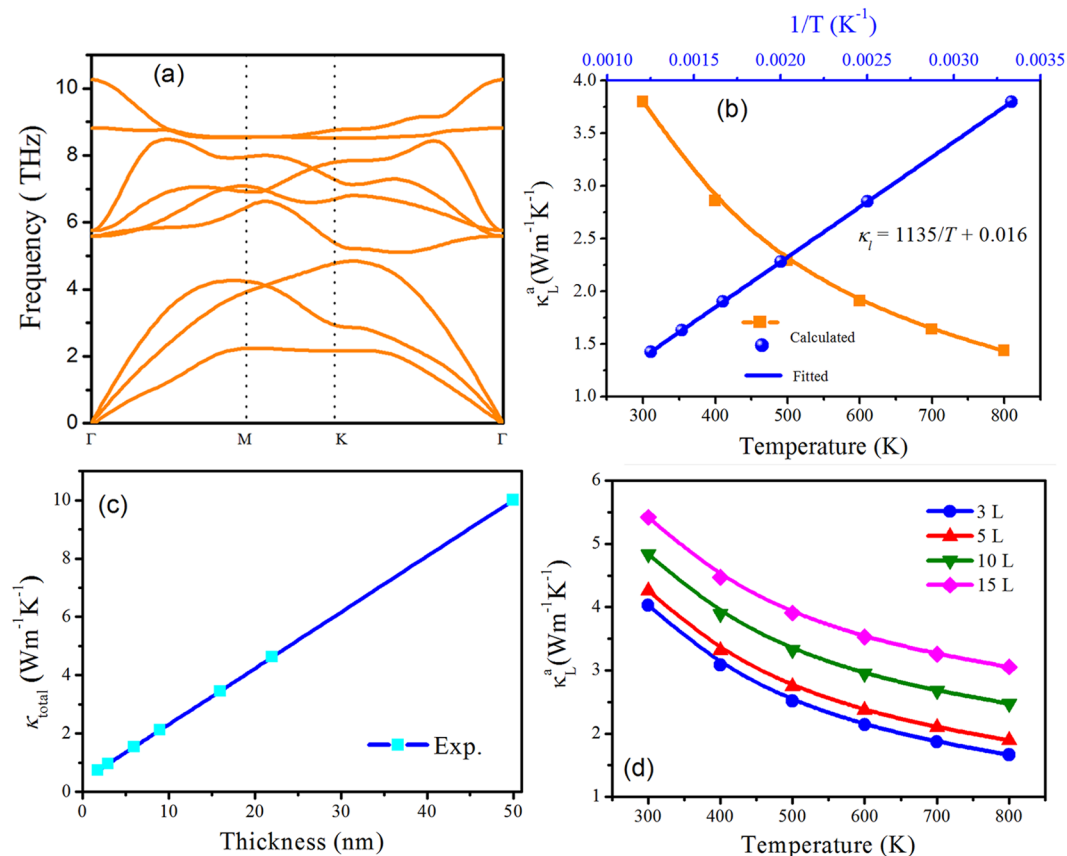 (a)
10
8
6
4
2
0
Frequency ( THz)
Γ M K Γ
1/T (K⁻¹)
0.0010 0.0015 0.0020 0.0025 0.0030 0.0035
(b)
4.0
3.5
3.0
2.5
2.0
1.5
1.0
κ_L^a(Wm⁻¹K⁻¹)
κ_l = 1135/T + 0.016
Calculated
Fitted
300 400 500 600 700 800
Temperature (K)
(c)
10
8
6
4
2
0
κ_total (Wm⁻¹K⁻¹)
Exp.
0 10 20 30 40 50
Thickness (nm)
6
5
4
3
2
1
κ_L^a(Wm⁻¹K⁻¹)
3 L
5 L
10 L
15 L
(d)
300 400 500 600 700 800
Temperature (K)